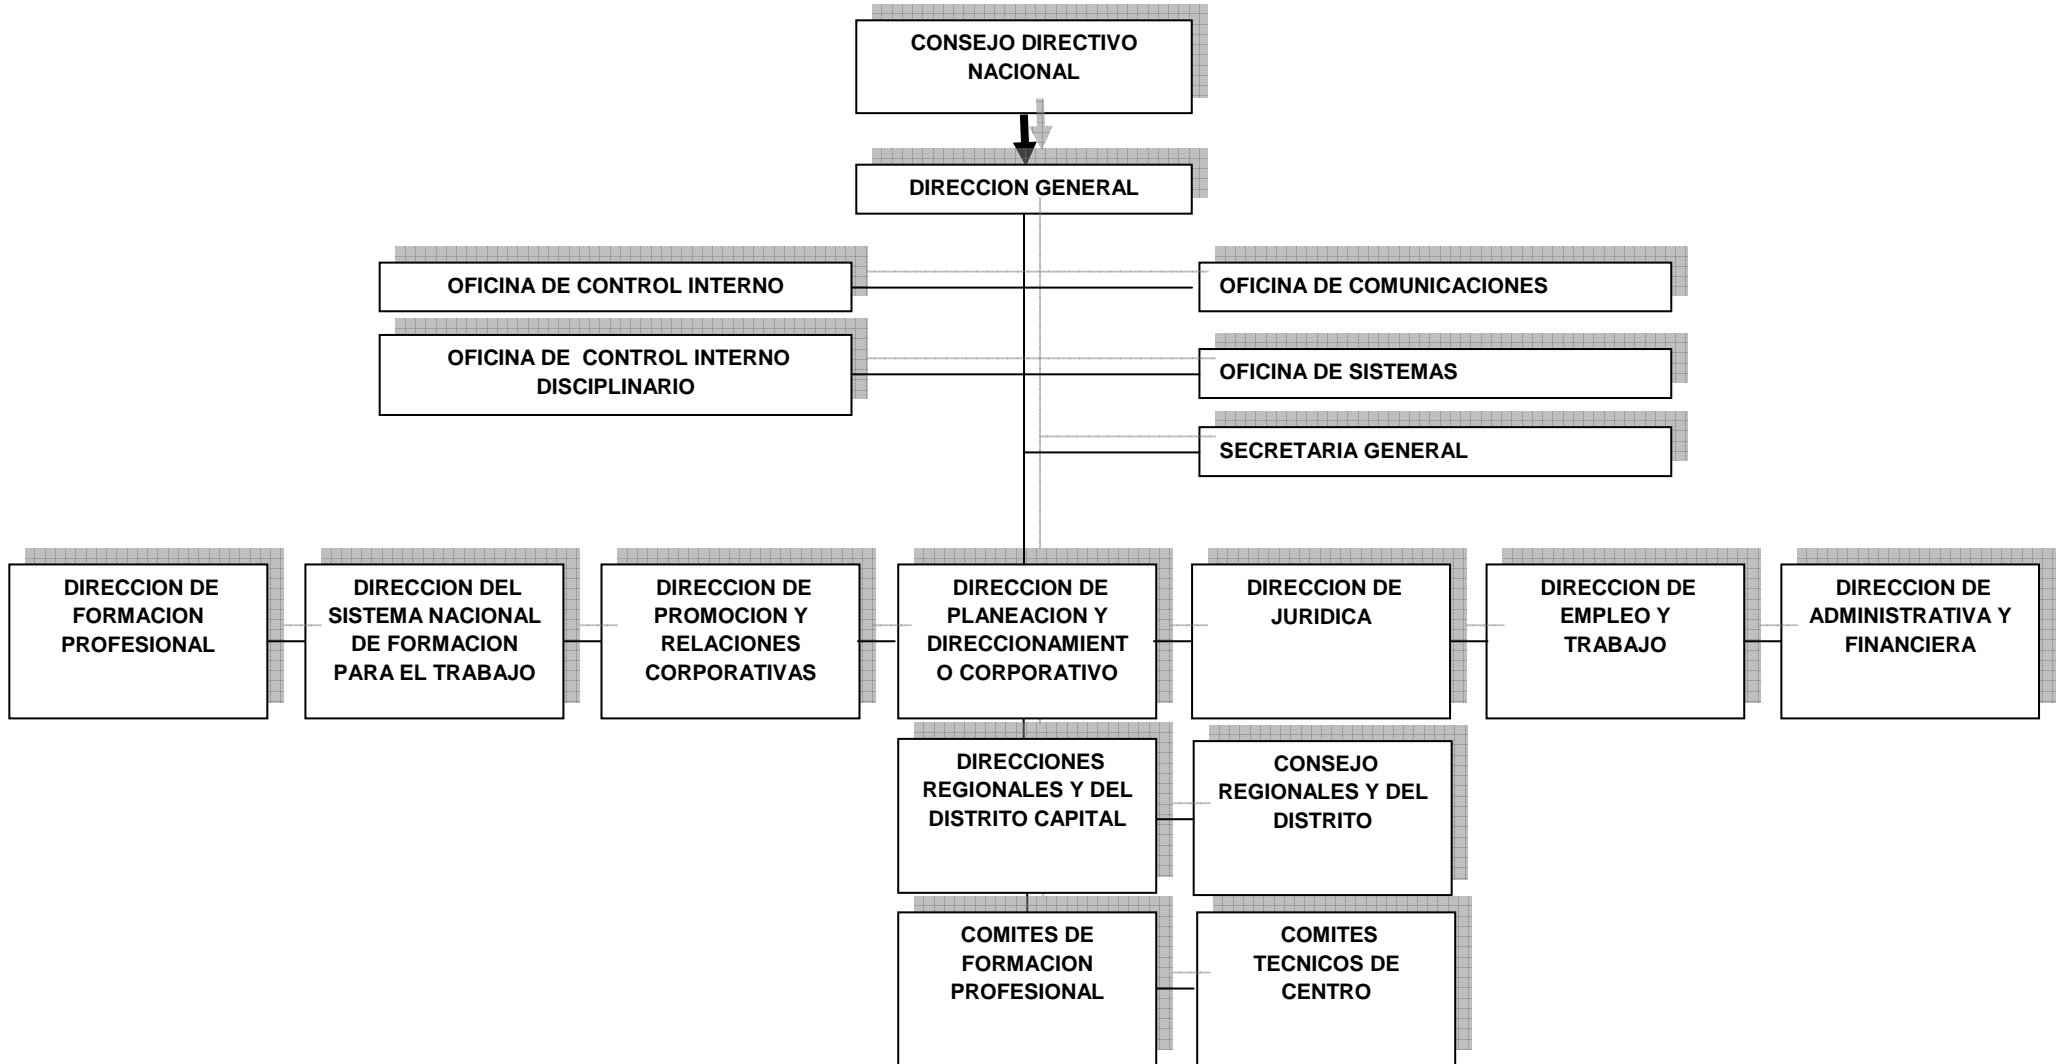 CONSEJO DIRECTIVO
NACIONAL
DIRECCION GENERAL
OFICINA DE CONTROL INTERNO
OFICINA DE COMUNICACIONES
OFICINA DE  CONTROL INTERNO
DISCIPLINARIO
OFICINA DE SISTEMAS
SECRETARIA GENERAL
DIRECCION DE
FORMACION
PROFESIONAL
DIRECCION DEL
SISTEMA NACIONAL
DE FORMACION
PARA EL TRABAJO
DIRECCION DE
PROMOCION Y
RELACIONES
CORPORATIVAS
DIRECCION DE
PLANEACION Y
DIRECCIONAMIENT
O CORPORATIVO
DIRECCION DE
JURIDICA
DIRECCION DE
EMPLEO Y
TRABAJO
DIRECCION DE
ADMINISTRATIVA Y
FINANCIERA
DIRECCIONES
REGIONALES Y DEL
DISTRITO CAPITAL
CONSEJO
REGIONALES Y DEL
DISTRITO
COMITES DE
FORMACION
PROFESIONAL
COMITES
TECNICOS DE
CENTRO